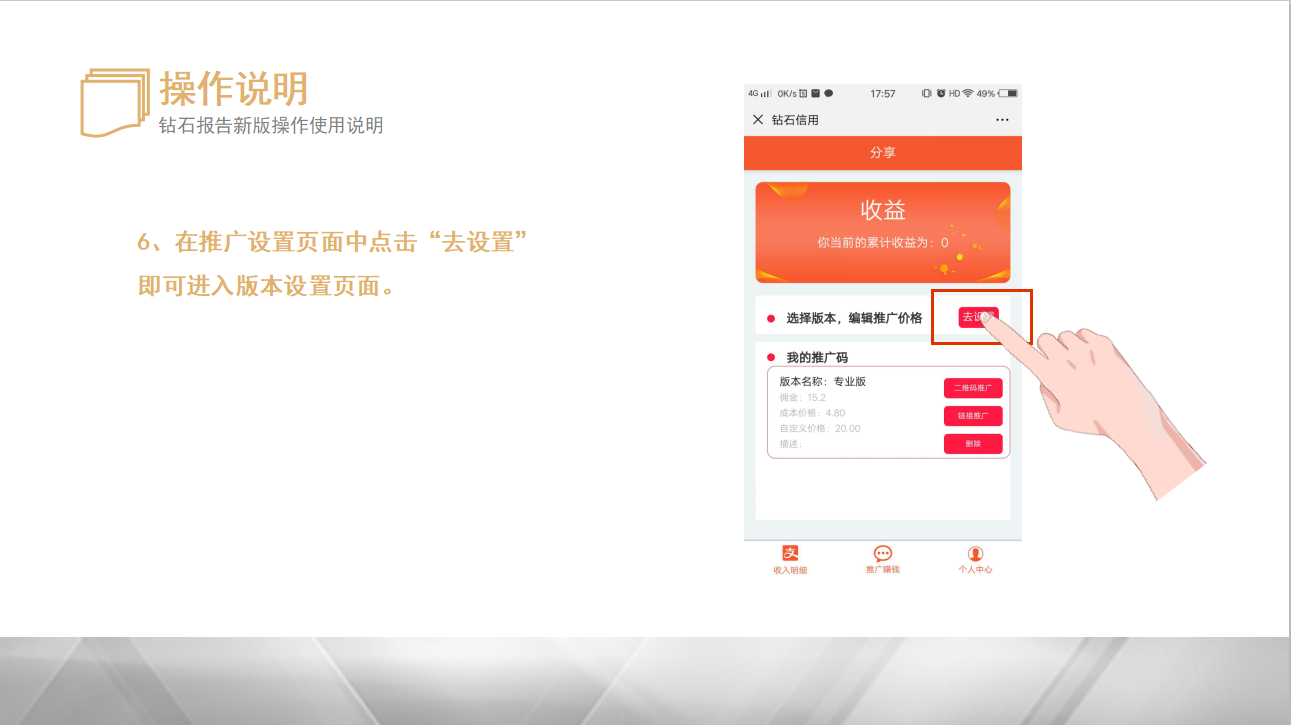 操作说明
钻石报告新版操作使用说明
6、在推广设置页面中点击“去设置”
即可进入版本设置页面。
4G 0K/s 17:57 HD 49%
钻石信用
分享
收益
你当前的累计收益为：0
选择版本，编辑推广价格
去设
我的推广码
版本名称：专业版
佣金：15.2
成本价格：4.80
自定义价格：20.00
描述：
二维码推广
链接推广
删除
收入明细 推广赚钱 个人中心